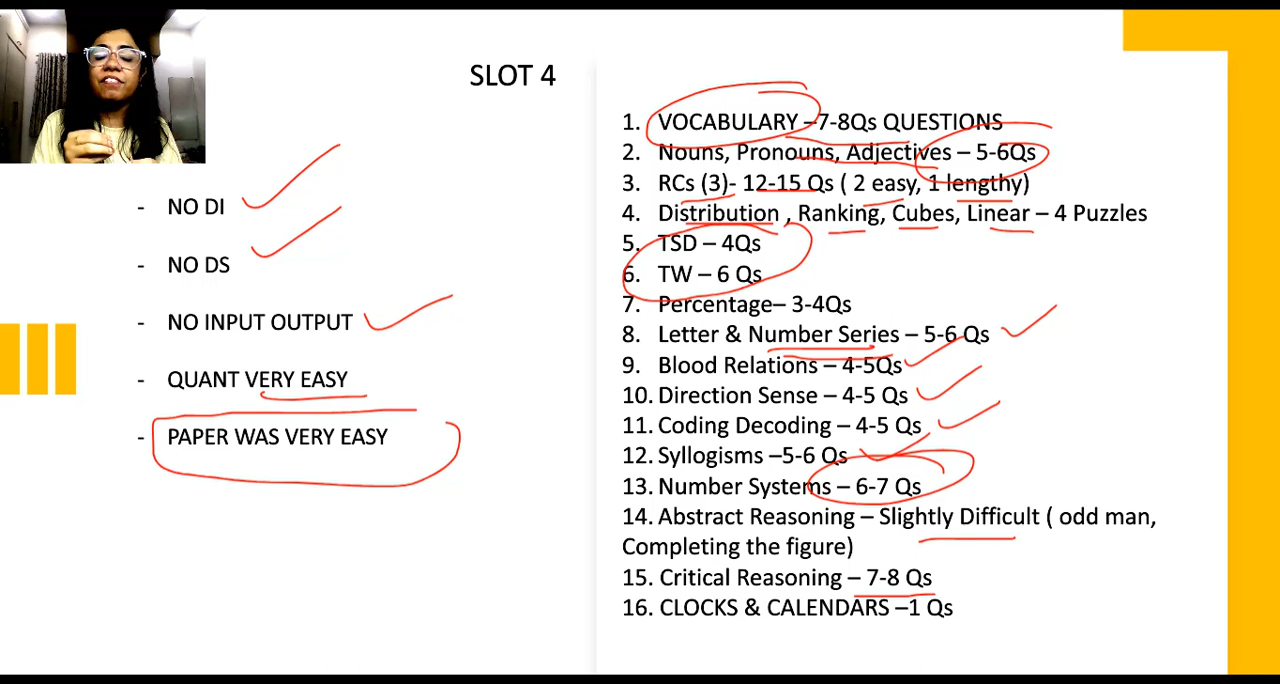 SLOT 4
- NO DI
- NO DS
- NO INPUT OUTPUT
- QUANT VERY EASY
- PAPER WAS VERY EASY
1. VOCABULARY –7-8Qs QUESTIONS
2. Nouns, Pronouns, Adjectives – 5-6Qs
3. RCs (3)- 12-15 Qs ( 2 easy, 1 lengthy)
4. Distribution , Ranking, Cubes, Linear – 4 Puzzles
5. TSD – 4Qs
6. TW – 6 Qs
7. Percentage– 3-4Qs
8. Letter & Number Series – 5-6 Qs
9. Blood Relations – 4-5Qs
10. Direction Sense – 4-5 Qs
11. Coding Decoding – 4-5 Qs
12. Syllogisms –5-6 Qs
13. Number Systems – 6-7 Qs
14. Abstract Reasoning – Slightly Difficult ( odd man,
Completing the figure)
15. Critical Reasoning – 7-8 Qs
16. CLOCKS & CALENDARS –1 Qs